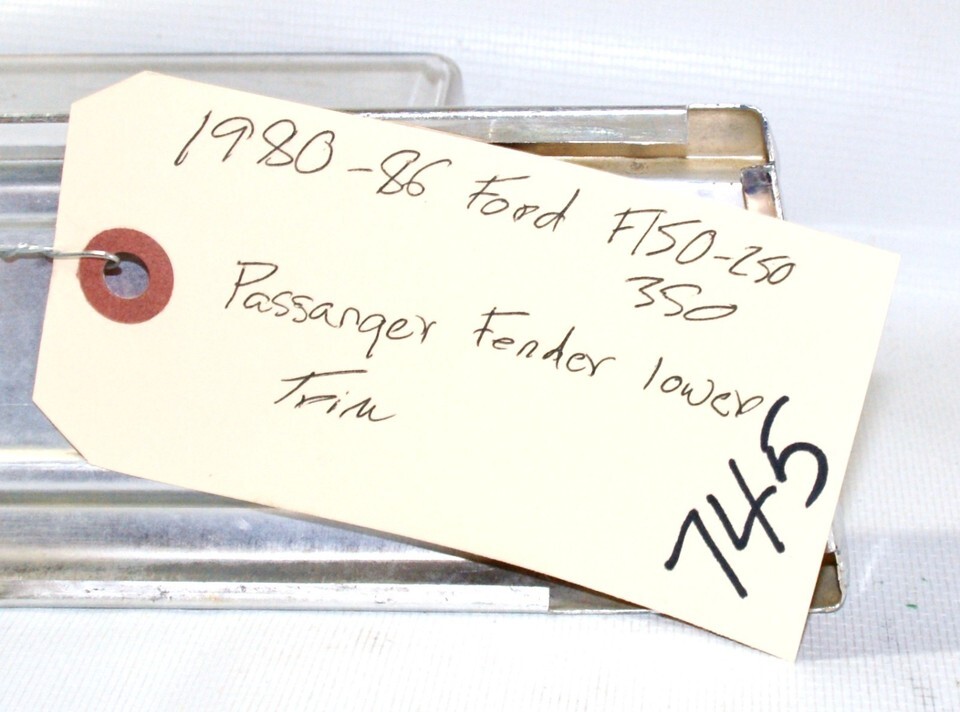 1980-86 Ford F150-250
350
Passanger Fender lower
Trim
745